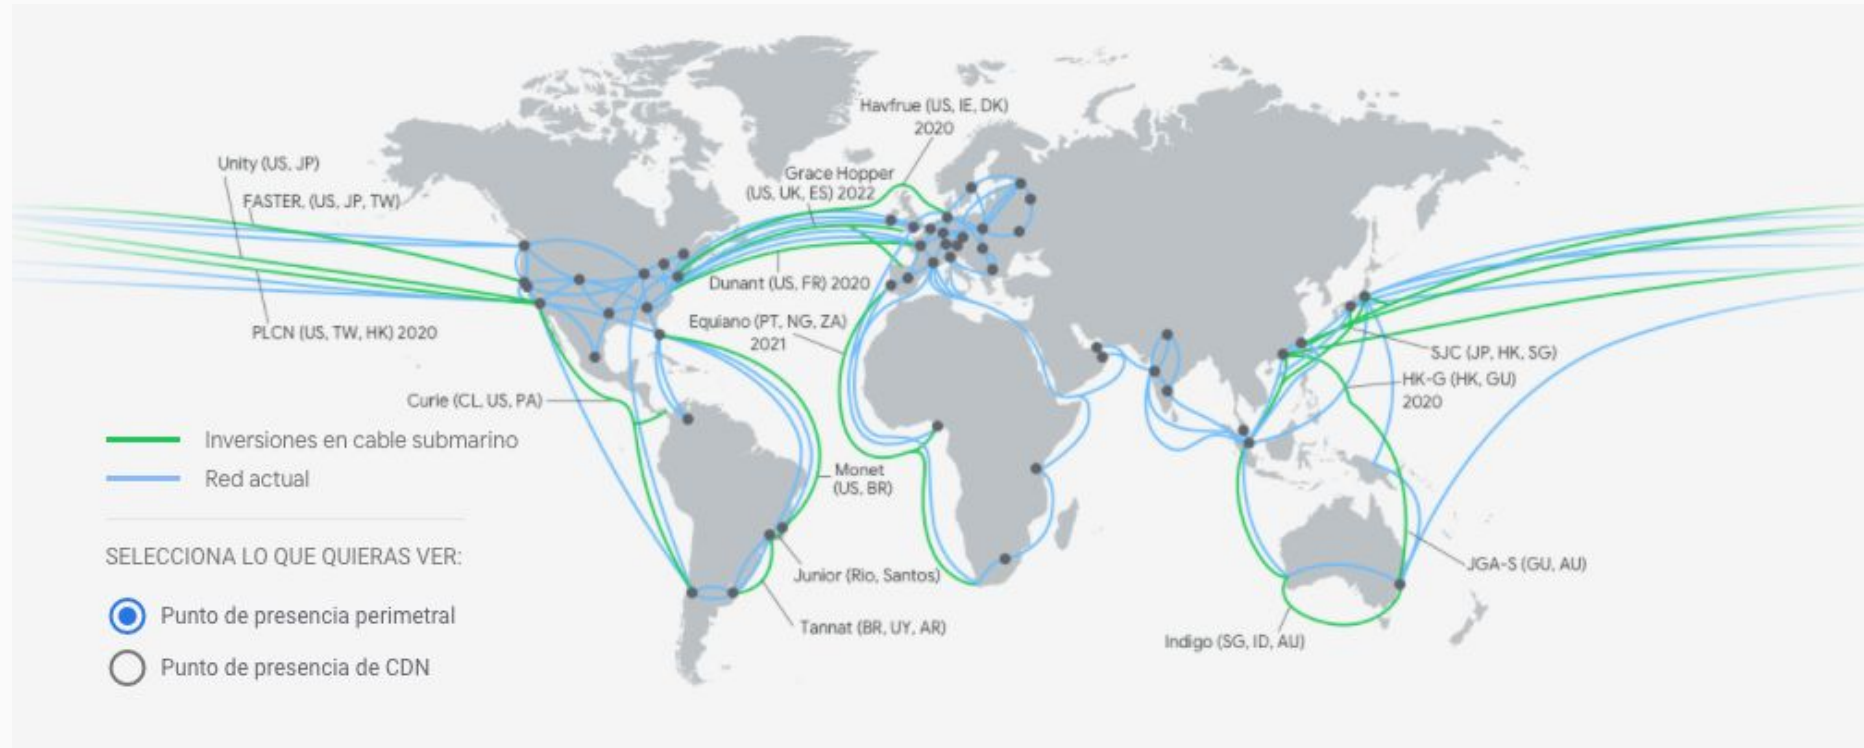 Havfrue (US, IE, DK)
2020
Unity (US, JP)
FASTER, (US, JP, TW)
Grace Hopper
(US, UK, ES) 2022
Dunant (US, FR) 2020
PLCN (US, TW, HK) 2020
Equiano (PT, NG, ZA)
2021
SJC (JP, HK, SG)
HK-G (HK, GU)
2020
Curie (CL, US, PA)
Inversiones en cable submarino
Red actual
Monet
(US, BR)
SELECCIONA LO QUE QUIERAS VER:
Junior (Rio, Santos)
JGA-S (GU, AU)
Punto de presencia perimetral
Tannat (BR, UY, AR)
Indigo (SG, ID, AU)
Punto de presencia de CDN